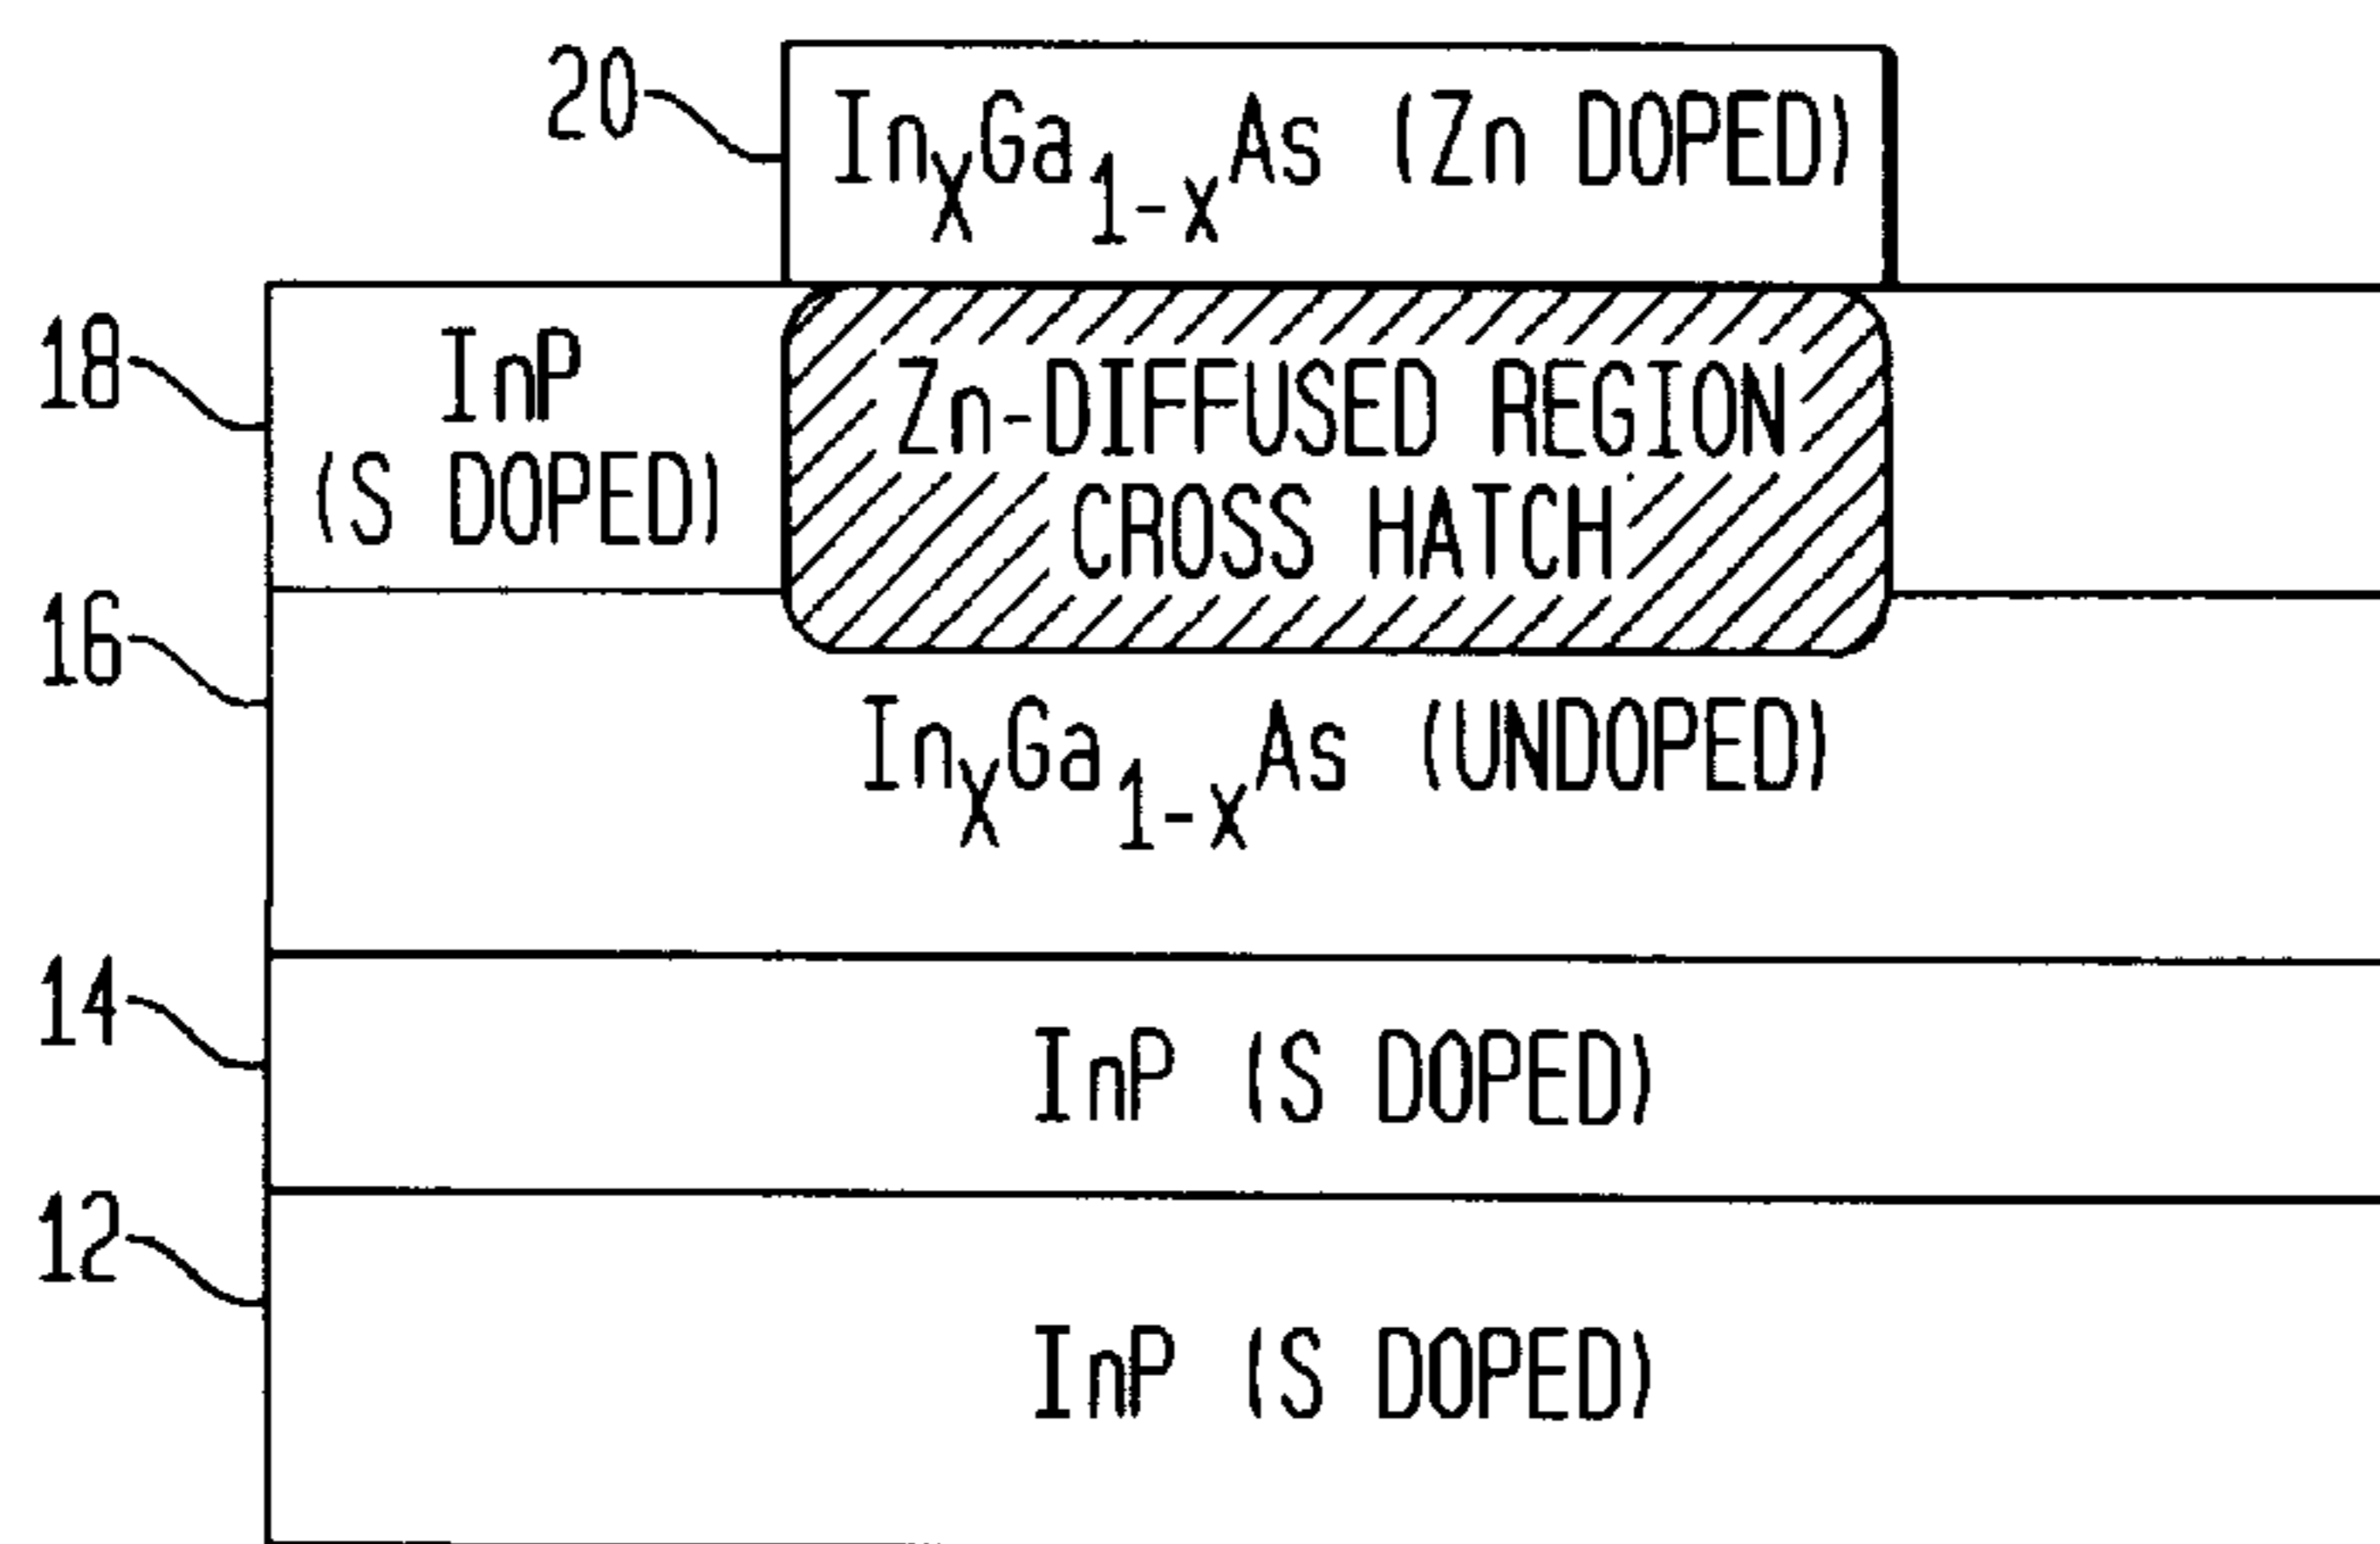 20
InXGa1-xAs (Zn DOPED)
18
InP
(S DOPED)
Zn-DIFFUSED REGION
CROSS HATCH
16
InXGa1-xAs (UNDOPED)
14
InP (S DOPED)
12
InP (S DOPED)